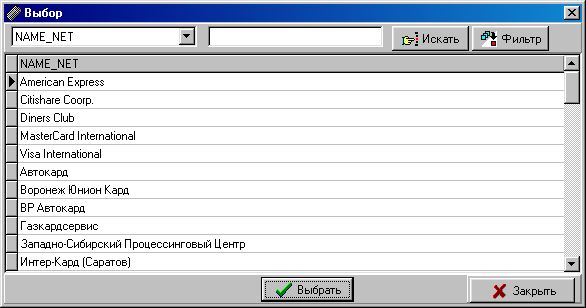 Выбор
NAME_NET
Искать
Фильтр
NAME_NET
American Express
Citishare Coorp.
Diners Club
MasterCard International
Visa International
Автокард
Воронеж Юнион Кард
ВР Автокард
Газкардсервис
Западно-Сибирский Процессинговый Центр
Интер-Кард (Саратов)
Выбрать
Закрыть